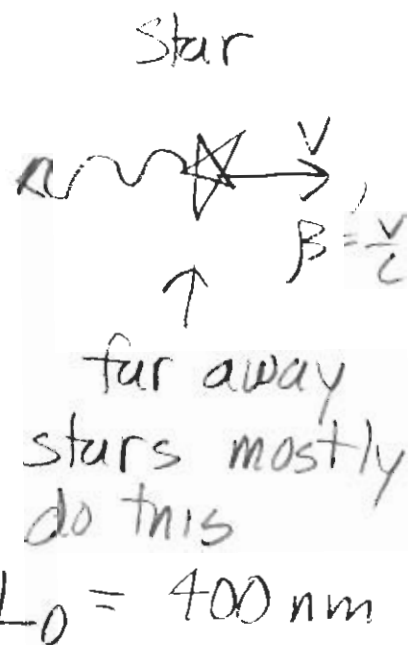 Star
V
β = v/c
far away
stars mostly
do this
L₀ = 400 nm